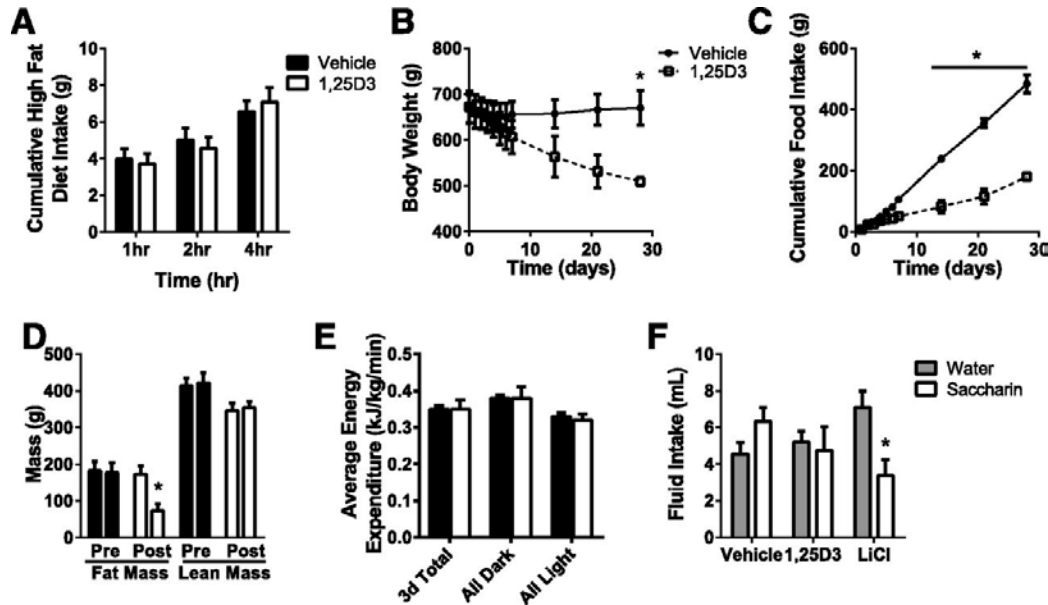 A
Cumulative High Fat
Diet Intake (g)
10
8
6
4
2
0
1hr 2hr 4hr
Time (hr)
Vehicle
1,25D3
B
Body Weight (g)
800
700
600
500
400
0 10 20 30
Time (days)
Vehicle
1,25D3
*
C
Cumulative Food Intake (g)
600
400
200
0
0 10 20 30
Time (days)
*
D
Mass (g)
500
400
300
200
100
0
*
Pre Post Pre Post
Fat Mass Lean Mass
E
Average Energy
Expenditure (kJ/kg/min)
0.5
0.4
0.3
0.2
0.1
0.0
3d Total
All Dark
All Light
F
Fluid Intake (mL)
10
8
6
4
2
0
*
Vehicle 1,25D3 LiCl
Water
Saccharin